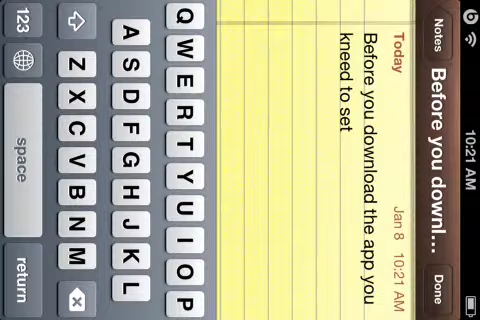 10:21 AM
Notes
Before you downl...
Done
Today
Jan 8 10:21 AM
Before you download the app you
kneed to set
Q W E R T Y U I O P
A S D F G H J K L
Z X C V B N M
123
space
return